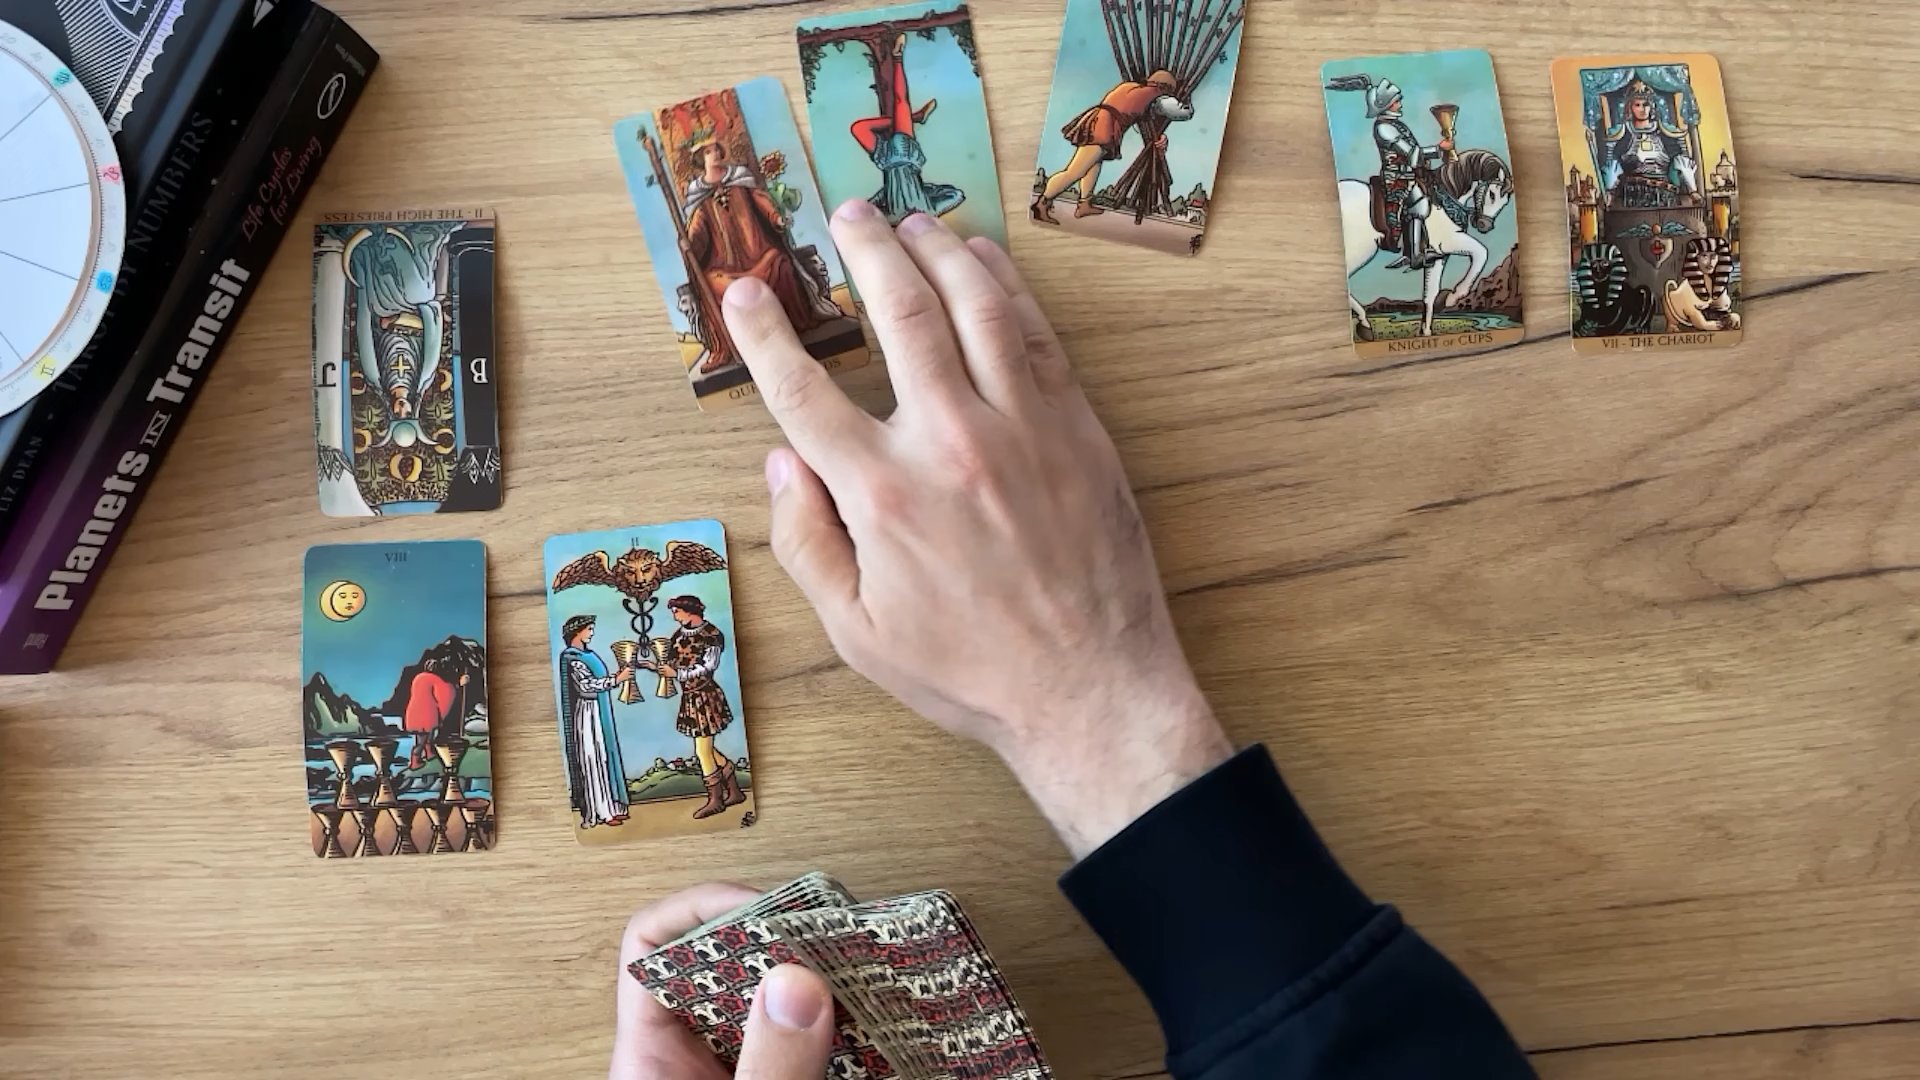 Planets IN Transit
Life Cycles
for Living
Hand
TAROT BY NUMBERS
LIZ DEAN
II - THE HIGH PRIESTESS
B
J
VIII
II
KNIGHT OF CUPS
VII - THE CHARIOT